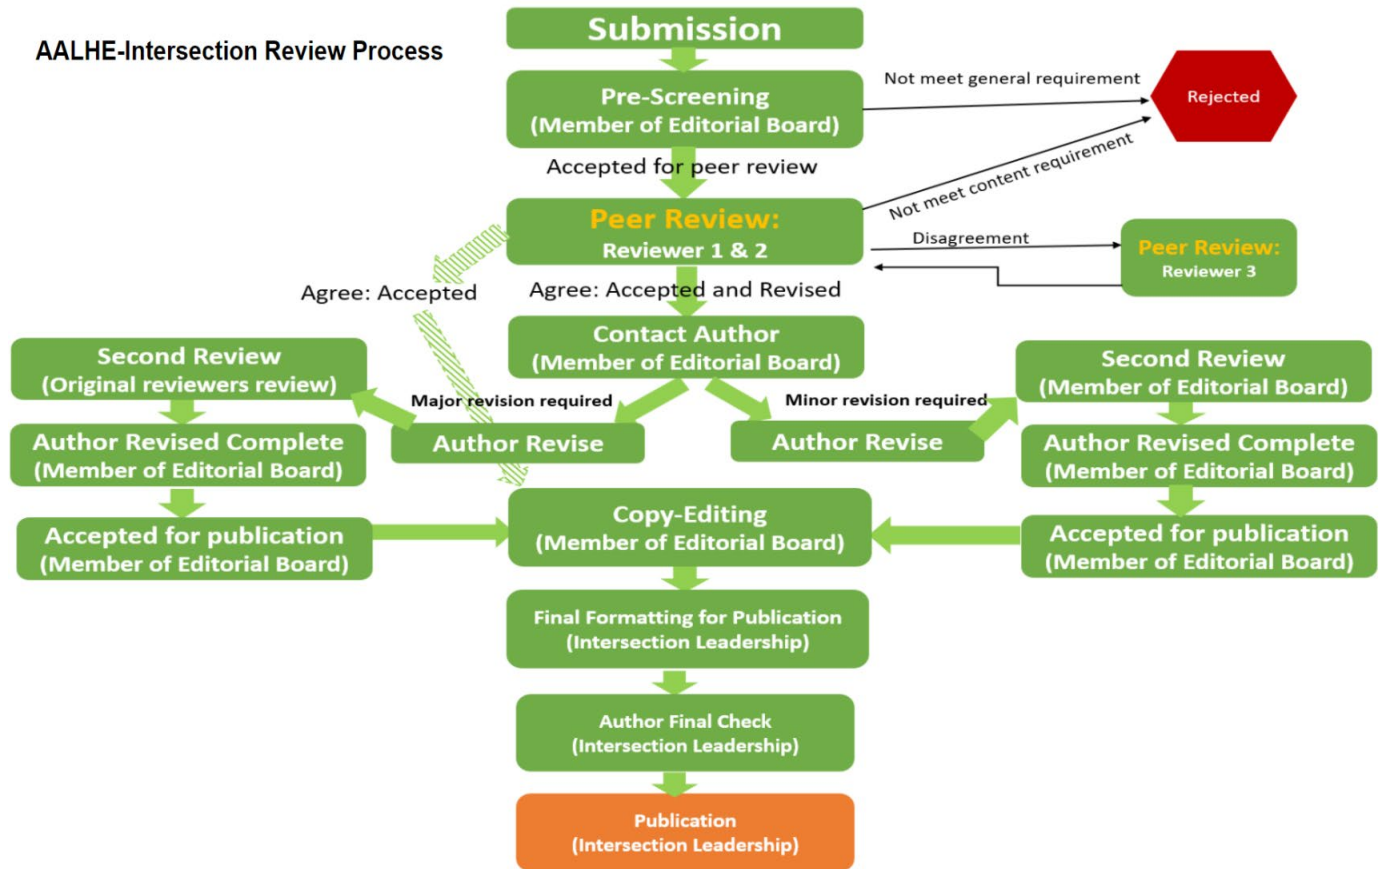 AALHE-Intersection Review Process
Submission
Pre-Screening
(Member of Editorial Board)
Not meet general requirement
Rejected
Accepted for peer review
Not meet content requirement
Peer Review:
Reviewer 1 & 2
Disagreement
Peer Review:
Reviewer 3
Agree: Accepted
Agree: Accepted and Revised
Contact Author
(Member of Editorial Board)
Second Review
(Original reviewers review)
Major revision required
Minor revision required
Second Review
(Member of Editorial Board)
Author Revise
Author Revise
Author Revised Complete
(Member of Editorial Board)
Author Revised Complete
(Member of Editorial Board)
Accepted for publication
(Member of Editorial Board)
Copy-Editing
(Member of Editorial Board)
Accepted for publication
(Member of Editorial Board)
Final Formatting for Publication
(Intersection Leadership)
Author Final Check
(Intersection Leadership)
Publication
(Intersection Leadership)